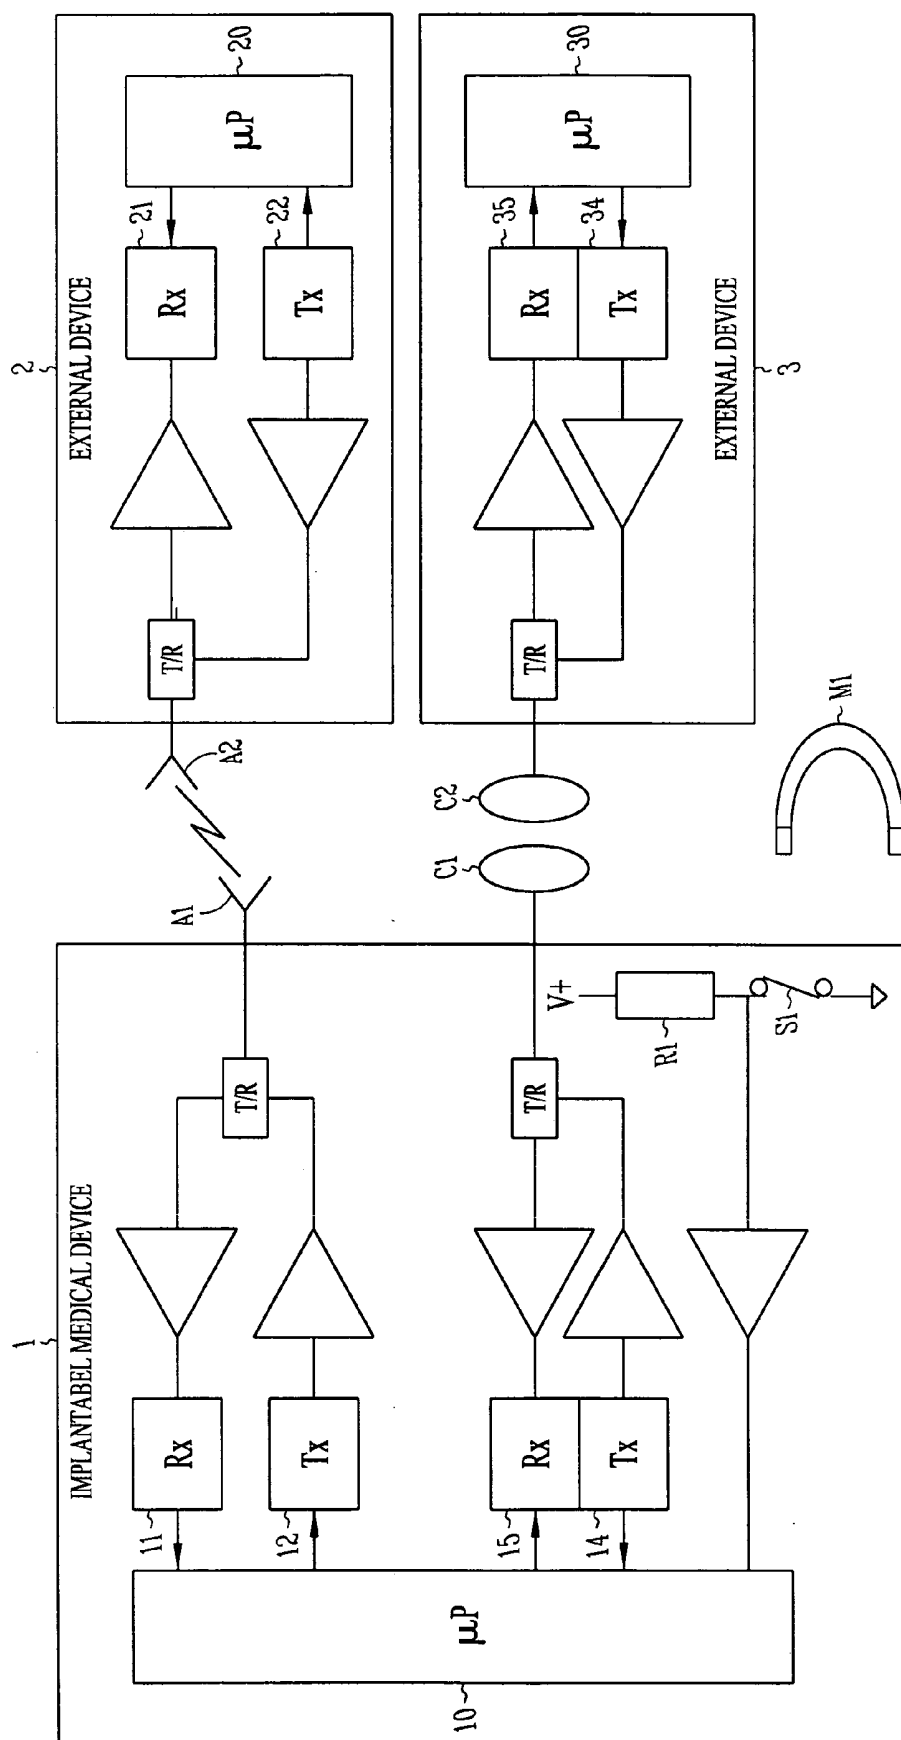 1
IMPLANTABEL MEDICAL DEVICE
10
μP
11
Rx
12
Tx
T/R
A1
15
Rx
14
Tx
T/R
C1
V+
R1
S1
2
EXTERNAL DEVICE
A2
T/R
Rx
21
Tx
22
μP
20
C2
T/R
Rx
35
Tx
34
μP
30
EXTERNAL DEVICE
3
M1